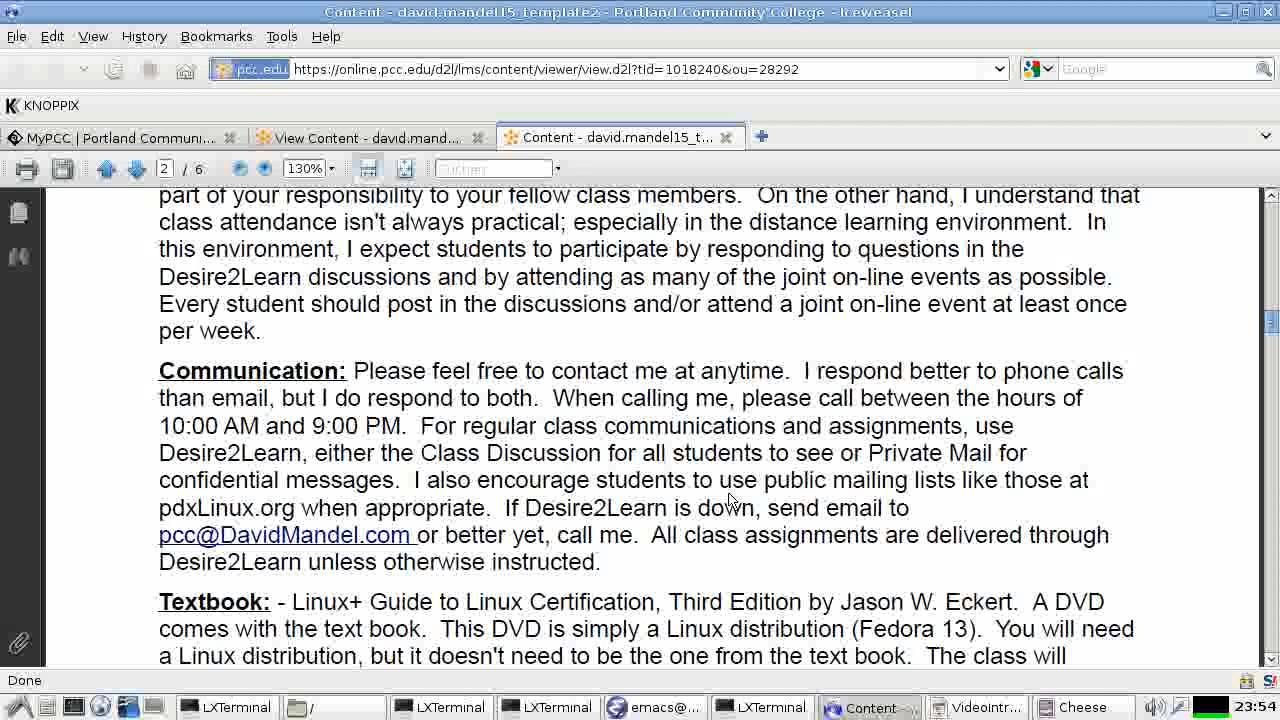 Content - david.mandel15_template2 - Portland Community College - Iceweasel
File Edit View History Bookmarks Tools Help
pcc.edu https://online.pcc.edu/d2l/lms/content/viewer/view.d2l?tId=1018240&ou=28292 Google
KNOPPIX
MyPCC | Portland Communi... View Content - david.mand... Content - david.mandel15_t...
2 / 6 130% Suchen
part of your responsibility to your fellow class members. On the other hand, I understand that
class attendance isn't always practical; especially in the distance learning environment. In
this environment, I expect students to participate by responding to questions in the
Desire2Learn discussions and by attending as many of the joint on-line events as possible.
Every student should post in the discussions and/or attend a joint on-line event at least once
per week.
Communication: Please feel free to contact me at anytime. I respond better to phone calls
than email, but I do respond to both. When calling me, please call between the hours of
10:00 AM and 9:00 PM. For regular class communications and assignments, use
Desire2Learn, either the Class Discussion for all students to see or Private Mail for
confidential messages. I also encourage students to use public mailing lists like those at
pdxLinux.org when appropriate. If Desire2Learn is down, send email to
pcc@DavidMandel.com or better yet, call me. All class assignments are delivered through
Desire2Learn unless otherwise instructed.
Textbook: - Linux+ Guide to Linux Certification, Third Edition by Jason W. Eckert. A DVD
comes with the text book. This DVD is simply a Linux distribution (Fedora 13). You will need
a Linux distribution, but it doesn't need to be the one from the text book. The class will
Done
LXTerminal / LXTerminal LXTerminal emacs@... LXTerminal Content -... Videointr... Cheese 23:54